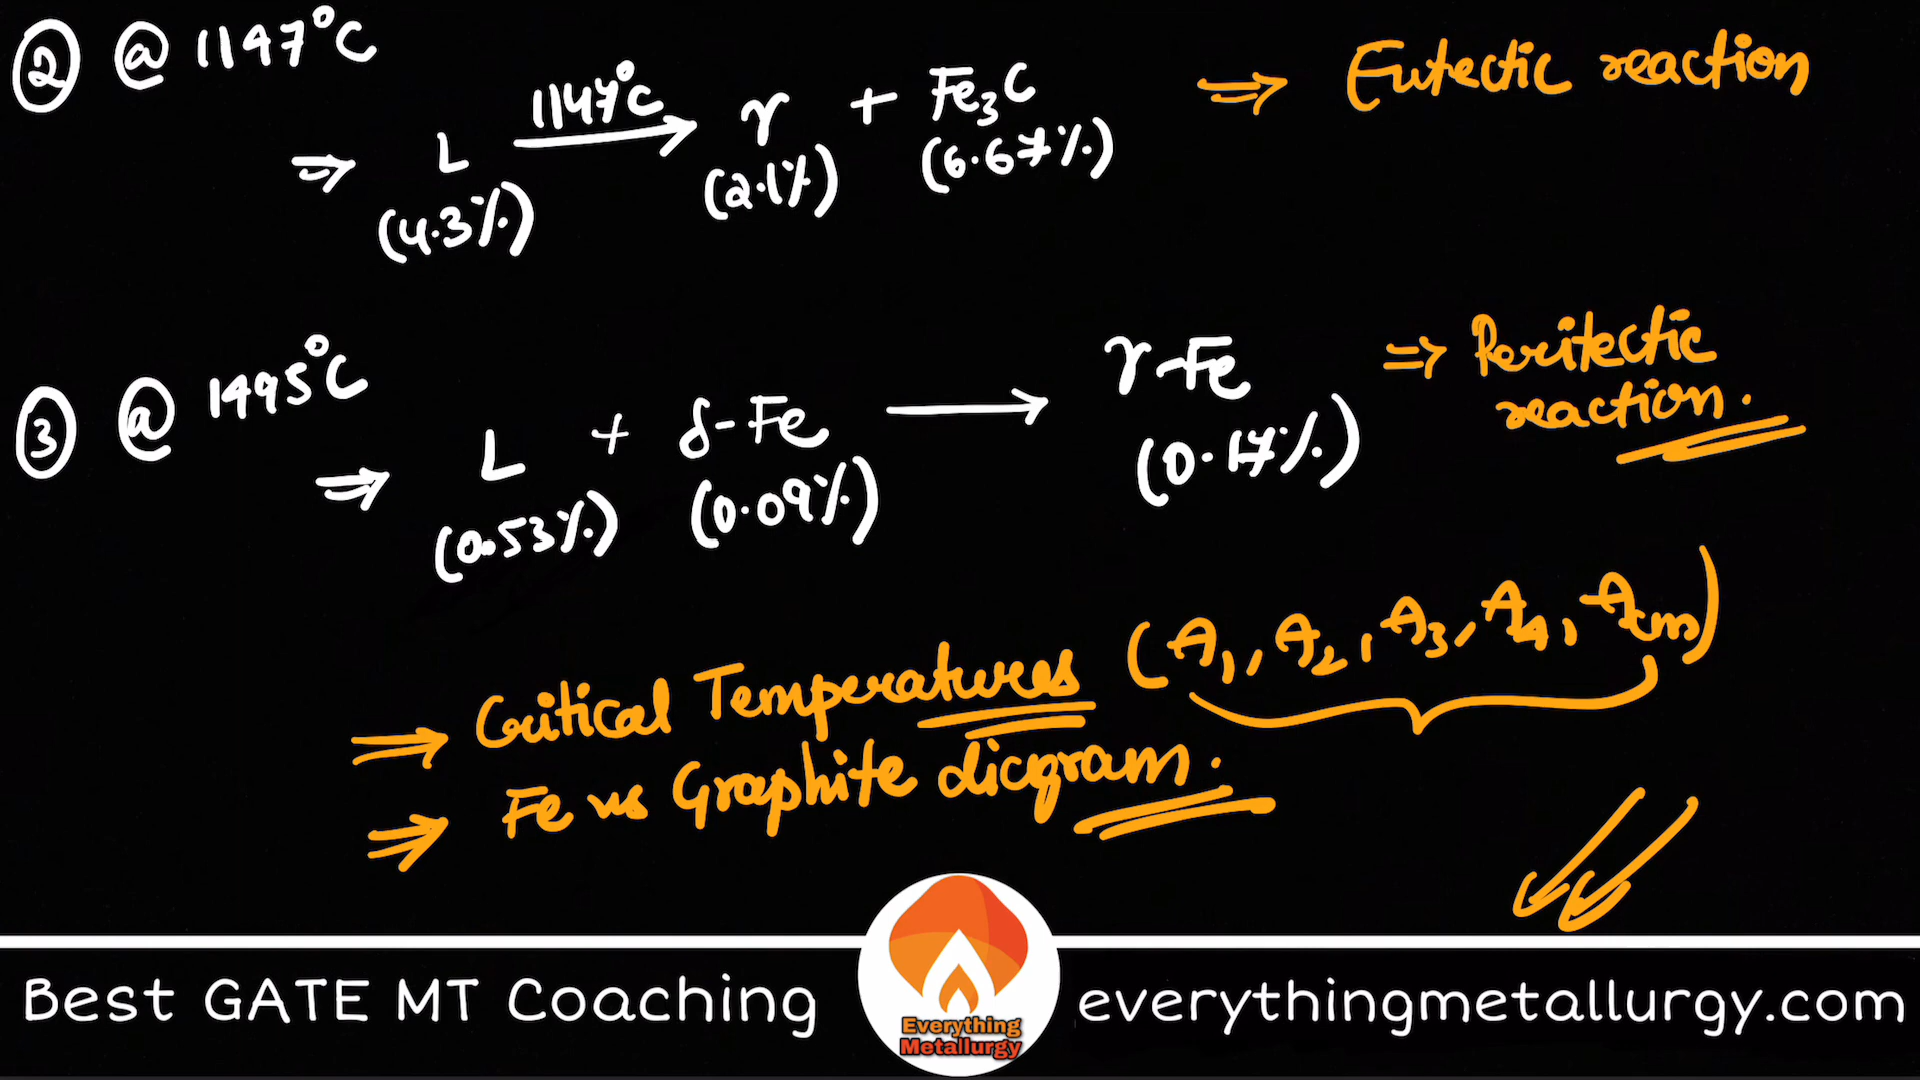 ② @ 1147°C
⇒ L 1147°C → γ + Fe3C ⇒ Eutectic reaction
(4.3%) (2.1%) (6.67%)
③ @ 1495°C
⇒ L + δ-Fe → γ-Fe ⇒ Peritectic reaction.
(0.53%) (0.09%) (0.17%)
⇒ Critical Temperatures (A1, A2, A3, A4, Acm)
⇒ Fe vs Graphite diagram.
Best GATE MT Coaching
Everything
Metallurgy
everythingmetallurgy.com